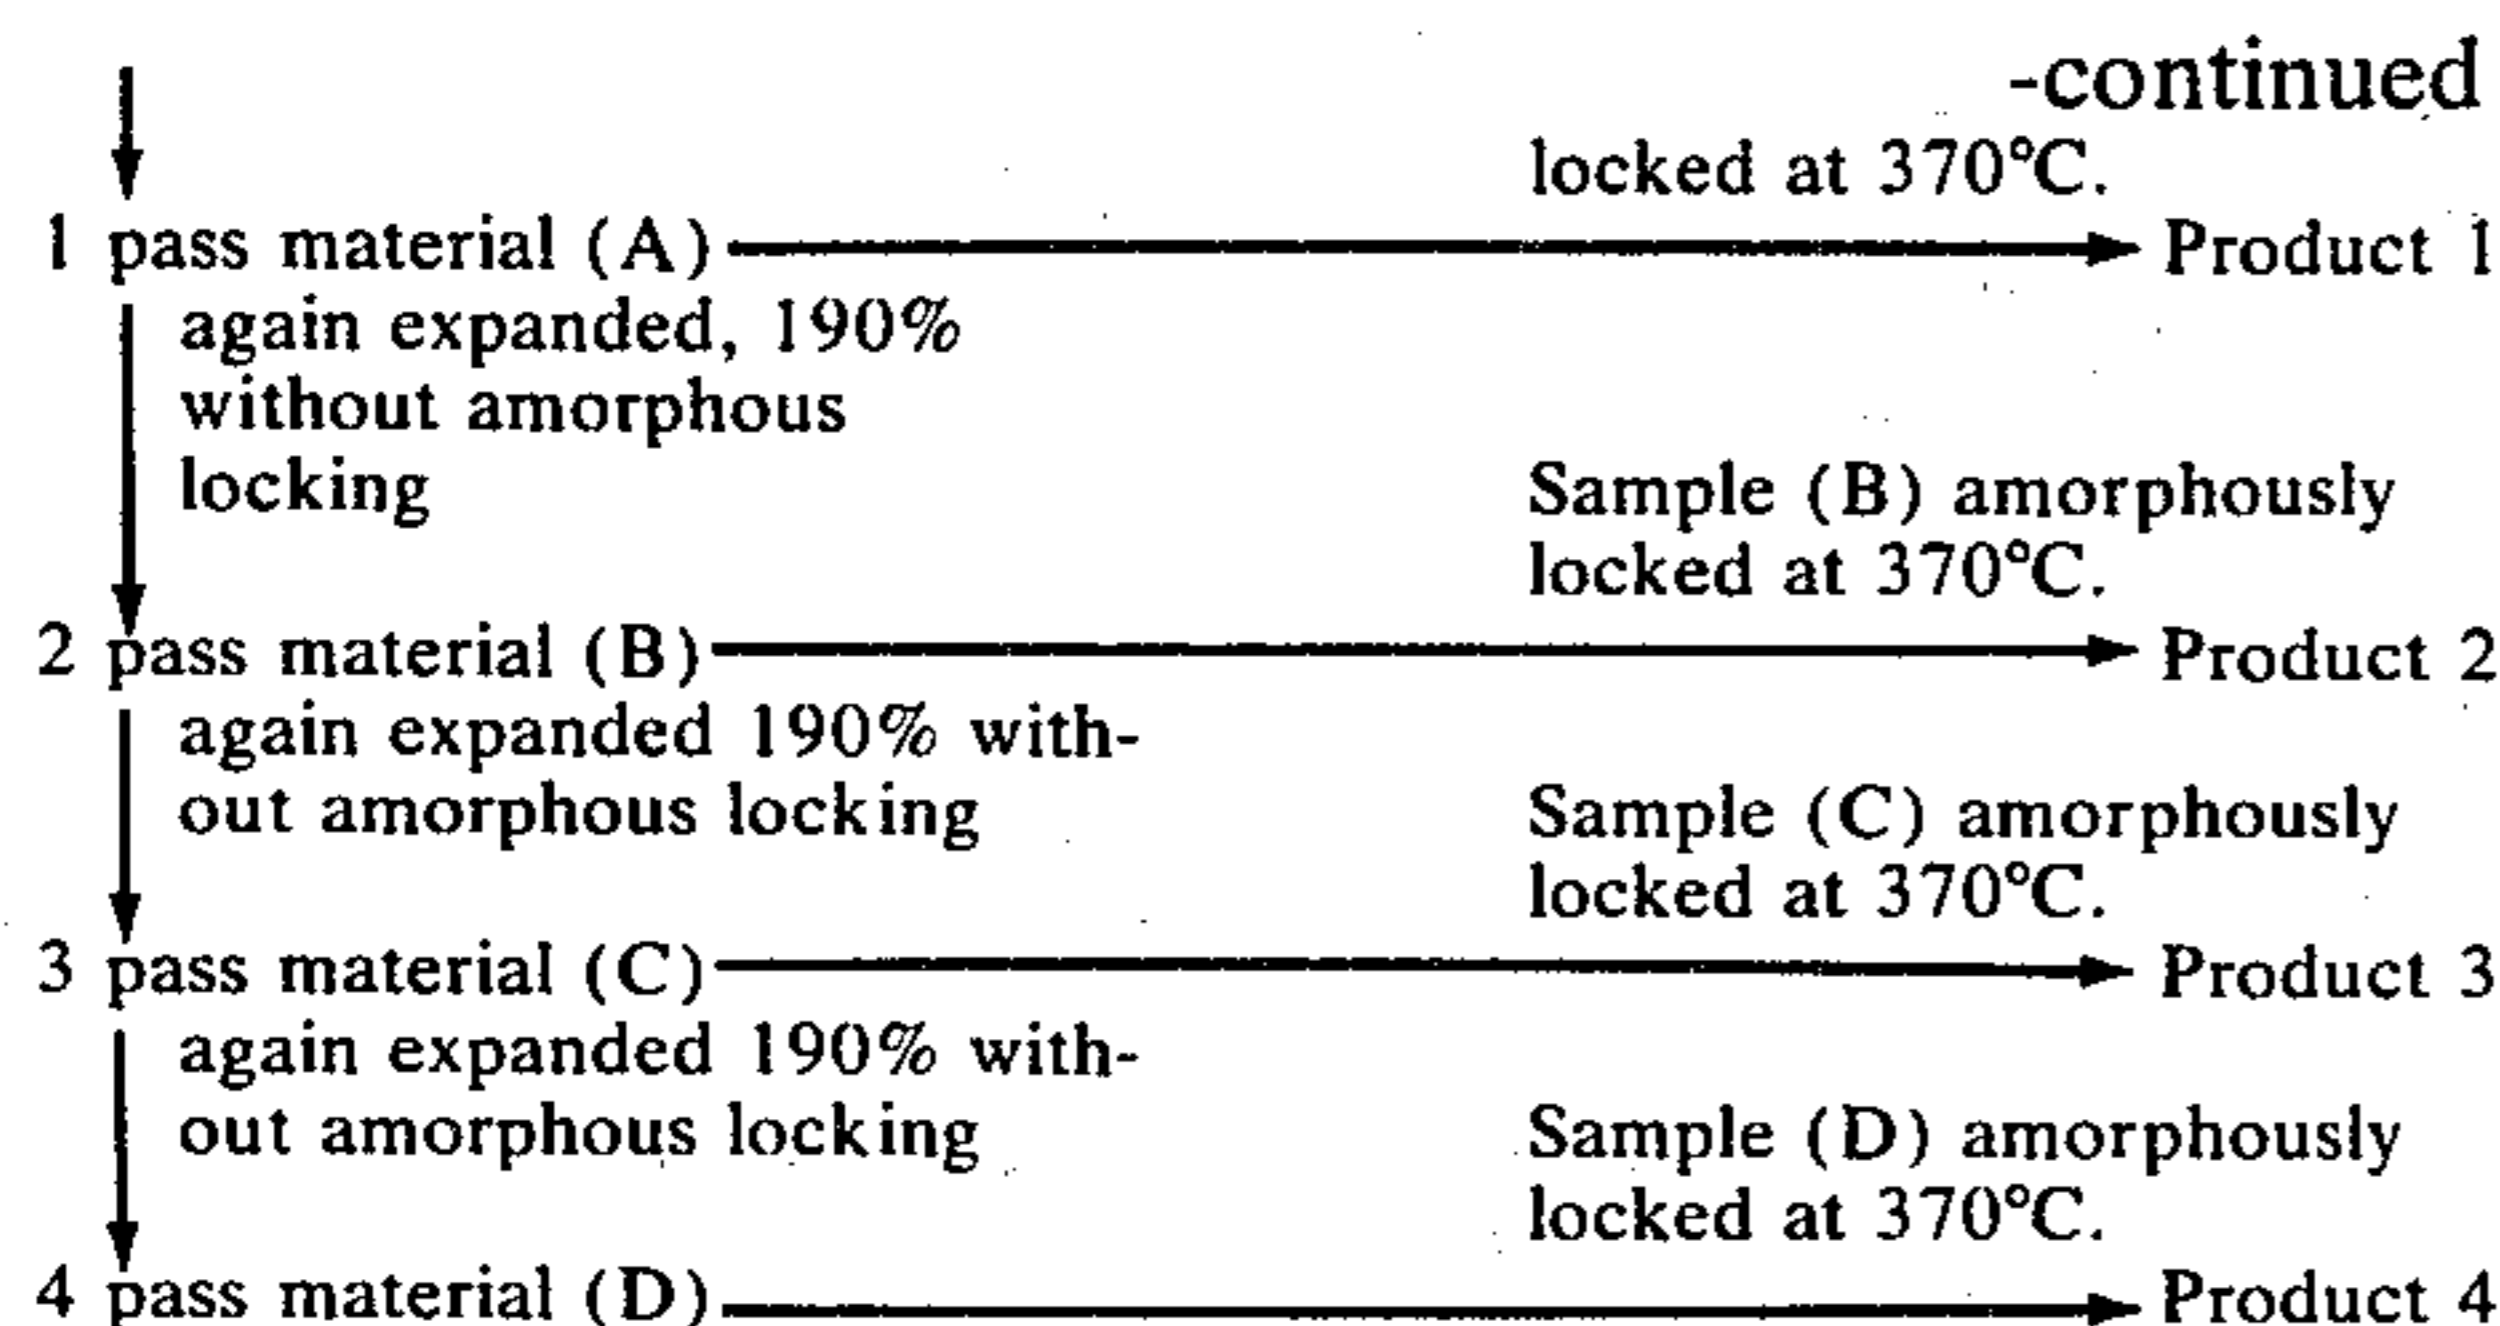 -continued
locked at 370°C.
1 pass material (A) Product 1
again expanded, 190%
without amorphous
locking
Sample (B) amorphously
locked at 370°C.
2 pass material (B) Product 2
again expanded 190% with-
out amorphous locking
Sample (C) amorphously
locked at 370°C.
3 pass material (C) Product 3
again expanded 190% with-
out amorphous locking
Sample (D) amorphously
locked at 370°C.
4 pass material (D) Product 4